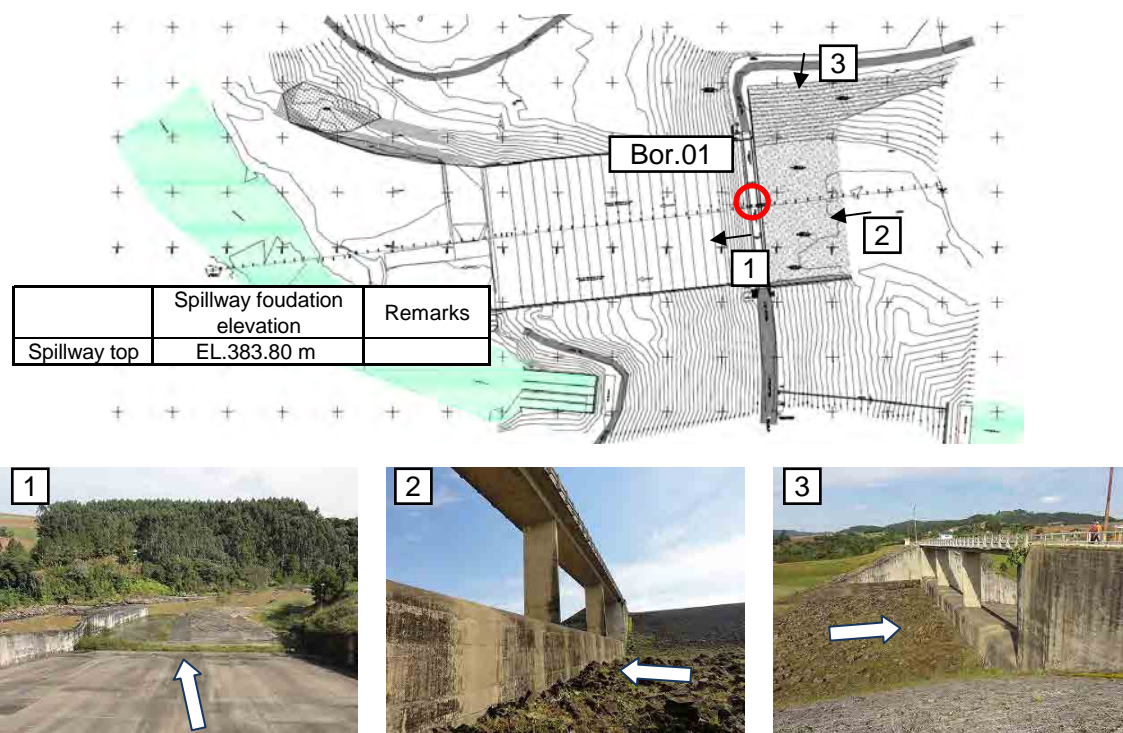 3
Bor.01
2
1
Spillway foudation
elevation
Remarks
Spillway top
EL.383.80 m
1
2
3